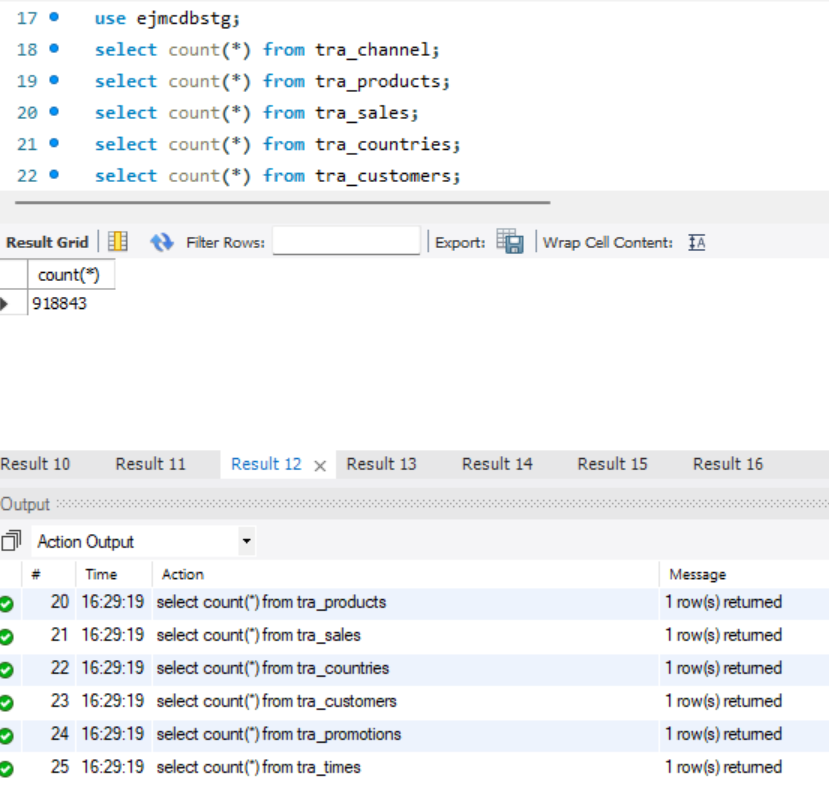 17 use ejmcdbstg;
18 select count(*) from tra_channel;
19 select count(*) from tra_products;
20 select count(*) from tra_sales;
21 select count(*) from tra_countries;
22 select count(*) from tra_customers;
Result Grid Filter Rows: Export: Wrap Cell Content: IA
count(*)
918843
Result 10 Result 11 Result 12 × Result 13 Result 14 Result 15 Result 16
Output
Action Output
# Time Action Message
20 16:29:19 select count(*) from tra_products 1 row(s) returned
21 16:29:19 select count(*) from tra_sales 1 row(s) returned
22 16:29:19 select count(*) from tra_countries 1 row(s) returned
23 16:29:19 select count(*) from tra_customers 1 row(s) returned
24 16:29:19 select count(*) from tra_promotions 1 row(s) returned
25 16:29:19 select count(*) from tra_times 1 row(s) returned